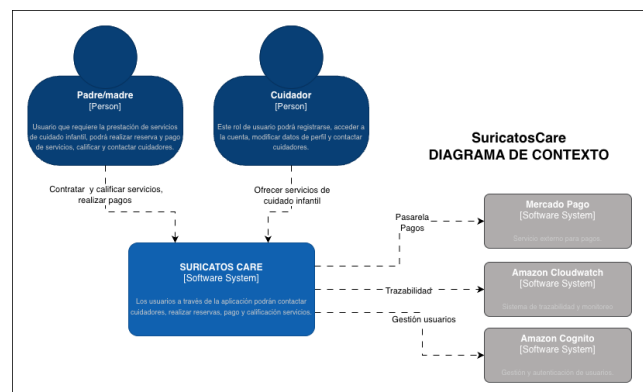 Padre/madre
[Person]
Usuario que requiere la prestación de servicios
de cuidado infantil, podrá realizar reserva y pago
de servicios, calificar y contactar cuidadores.
Cuidador
[Person]
Este rol de usuario podrá registrarse, acceder a
la cuenta, modificar datos de perfil y contactar
cuidadores.
SuricatosCare
DIAGRAMA DE CONTEXTO
Contratar y calificar servicios,
realizar pagos
Ofrecer servicios de
cuidado infantil
SURICATOS CARE
[Software System]
Los usuarios a través de la aplicación podrán contactar
cuidadores, realizar reservas, pago y calificación servicios.
Pasarela
Pagos
Trazabilidad
Gestión usuarios
Mercado Pago
[Software System]
Servicio externo para pagos.
Amazon Cloudwatch
[Software System]
Sistema de trazabilidad y monitoreo.
Amazon Cognito
[Software System]
Gestión y autenticación de usuarios.